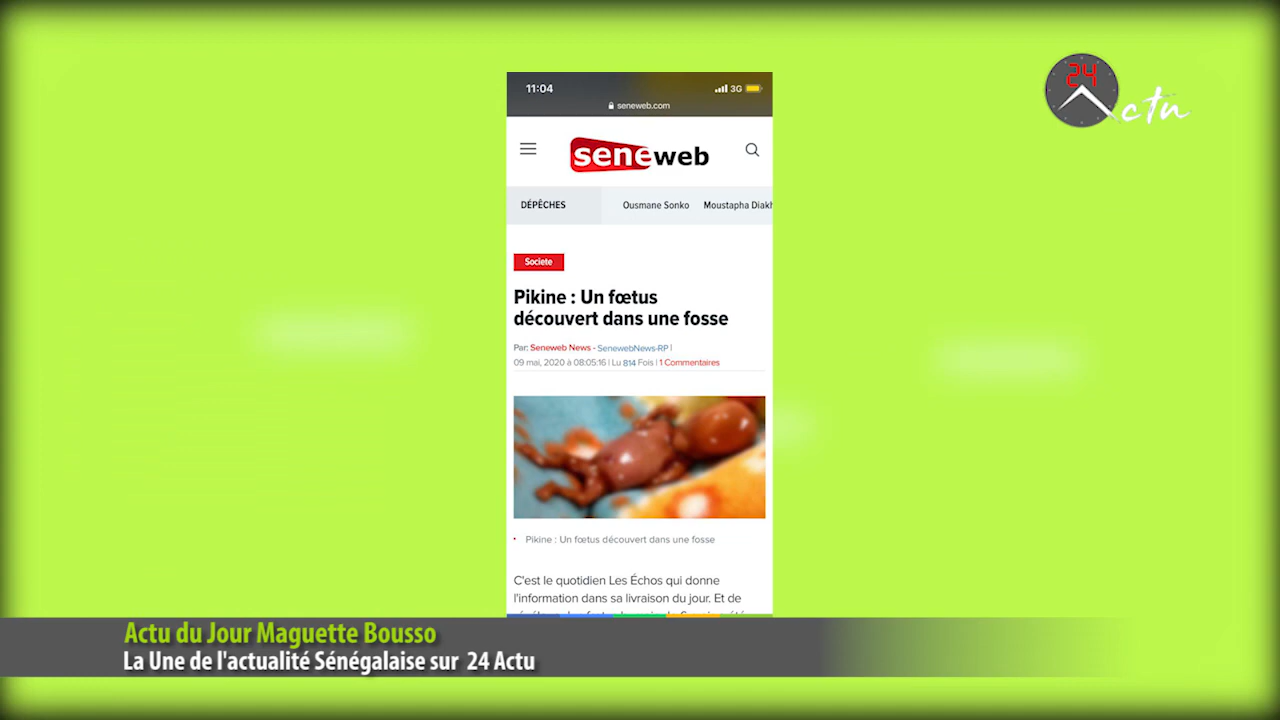 24
Actu
11:04
3G
seneweb.com
seneweb
DÉPÊCHES
Ousmane Sonko
Moustapha Diakh
Societe
Pikine : Un fœtus
découvert dans une fosse
Par: Seneweb News - SenewebNews-RP |
09 mai, 2020 à 08:05:16 | Lu 814 Fois | 1 Commentaires
Pikine : Un fœtus découvert dans une fosse
C'est le quotidien Les Échos qui donne
l'information dans sa livraison du jour. Et de
Actu du Jour Maguette Bousso
La Une de l'actualité Sénégalaise sur 24 Actu